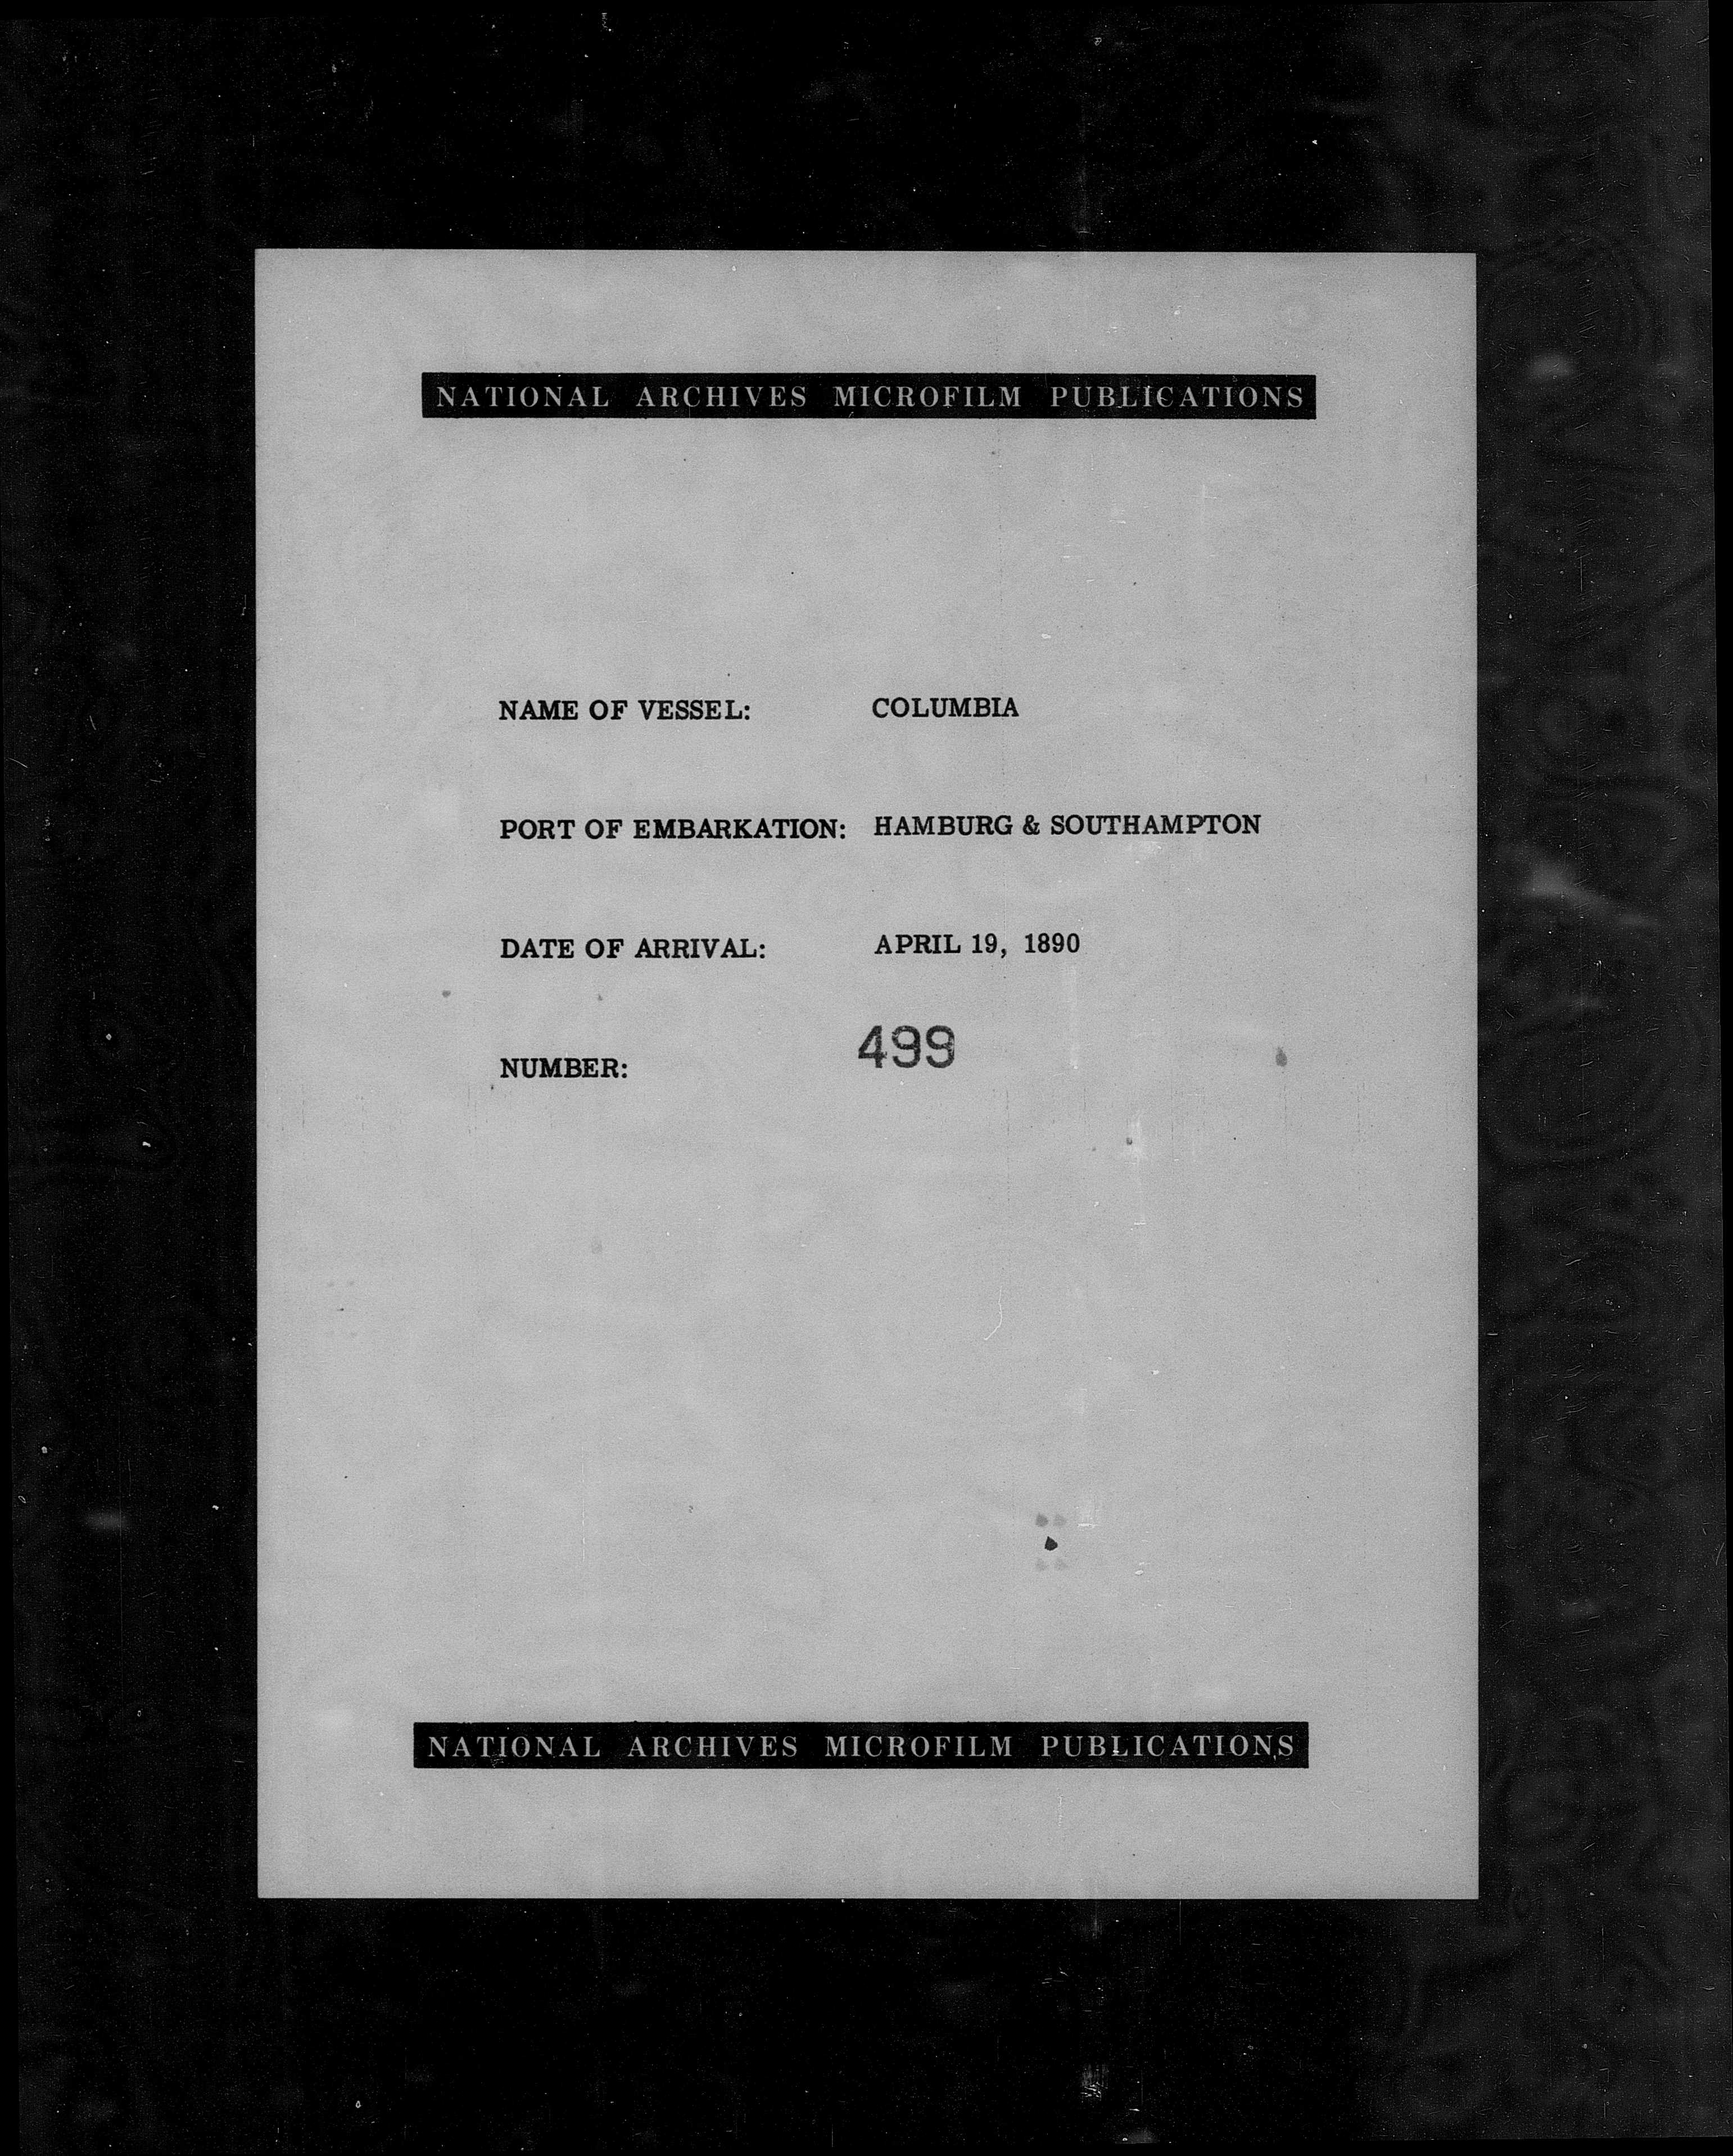 NATIONAL ARCHIVES MICROFILM PUBLICATIONS
NAME OF VESSEL: COLUMBIA
PORT OF EMBARKATION: HAMBURG & SOUTHAMPTON
DATE OF ARRIVAL: APRIL 19, 1890
NUMBER: 499
NATIONAL ARCHIVES MICROFILM PUBLICATIONS